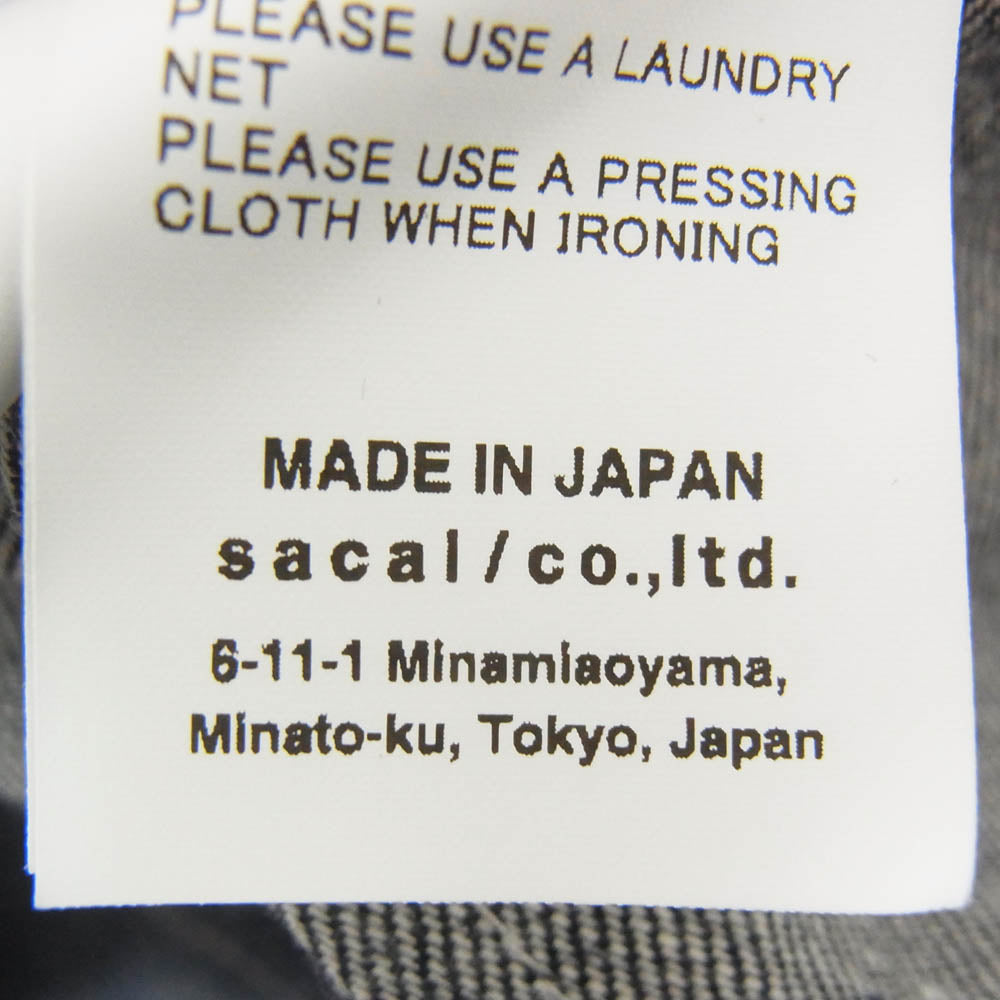 PLEASE USE A LAUNDRY
NET
PLEASE USE A PRESSING
CLOTH WHEN IRONING
MADE IN JAPAN
sacai/co.,ltd.
6-11-1 Minamiaoyama,
Minato-ku, Tokyo, Japan